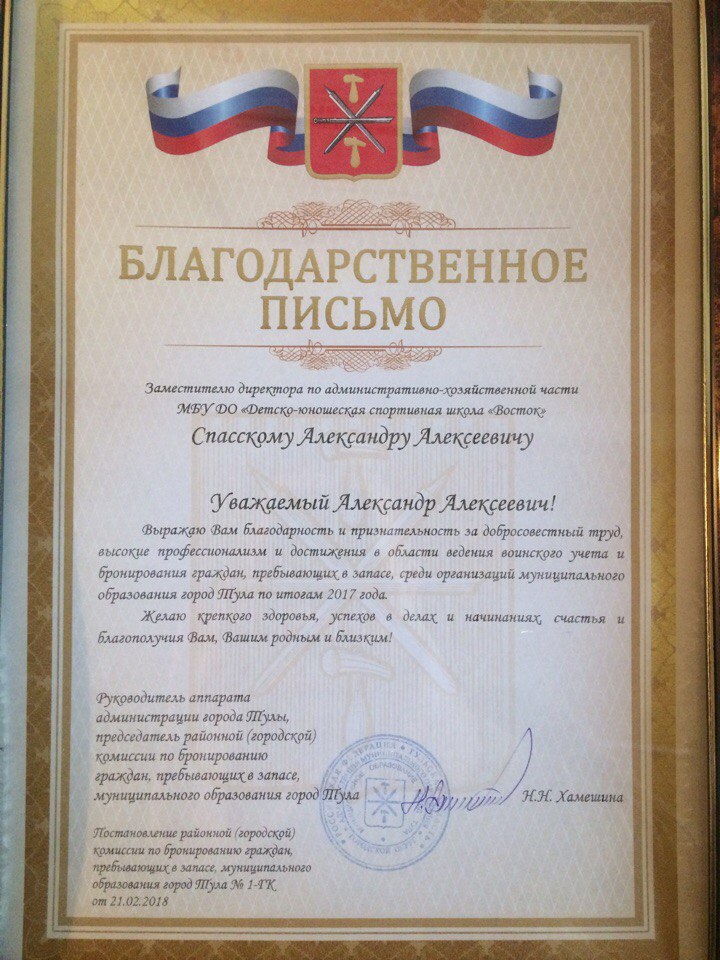 БЛАГОДАРСТВЕННОЕ
ПИСЬМО
Заместителю директора по административно-хозяйственной части
МБУ ДО «Детско-юношеская спортивная школа «Восток»
Спасскому Александру Алексеевичу
Уважаемый Александр Алексеевич!
Выражаю Вам благодарность и признательность за добросовестный труд,
высокие профессионализм и достижения в области ведения воинского учета и
бронирования граждан, пребывающих в запасе, среди организаций муниципального
образования город Тула по итогам 2017 года.
Желаю крепкого здоровья, успехов в делах и начинаниях, счастья и
благополучия Вам, Вашим родным и близким!
Руководитель аппарата
администрации города Тулы,
председатель районной (городской)
комиссии по бронированию
граждан, пребывающих в запасе,
муниципального образования город Тула
Н.Н. Хамешина
Постановление районной (городской)
комиссии по бронированию граждан,
пребывающих в запасе, муниципального
образования город Тула № 1-ГК
от 21.02.2018